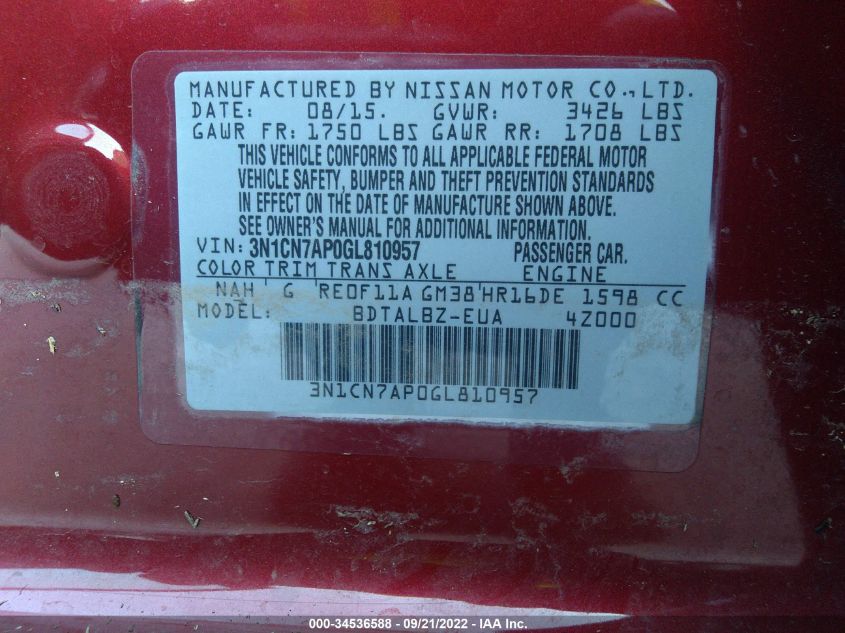 MANUFACTURED BY NISSAN MOTOR CO., LTD.
DATE: 08/15. GVWR: 3426 LBS
GAWR FR: 1750 LBS GAWR RR: 1708 LBS
THIS VEHICLE CONFORMS TO ALL APPLICABLE FEDERAL MOTOR
VEHICLE SAFETY, BUMPER AND THEFT PREVENTION STANDARDS
IN EFFECT ON THE DATE OF MANUFACTURE SHOWN ABOVE.
SEE OWNER'S MANUAL FOR ADDITIONAL INFORMATION.
VIN: 3N1CN7AP0GL810957 PASSENGER CAR.
COLOR TRIM TRANS AXLE ENGINE
NAH G RE0F11A GM38 HR16DE 1598 CC
MODEL: BDTALBZ-EUA 4Z000
3N1CN7AP0GL810957
000-34536588 - 09/21/2022 - IAA Inc.